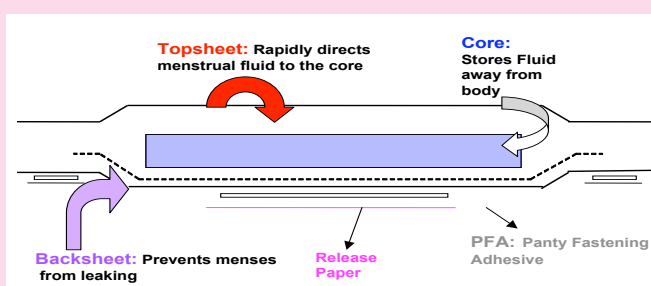 Topsheet: Rapidly directs
menstrual fluid to the core
Core:
Stores Fluid
away from
body
Backsheet: Prevents menses
from leaking
Release
Paper
PFA: Panty Fastening
Adhesive